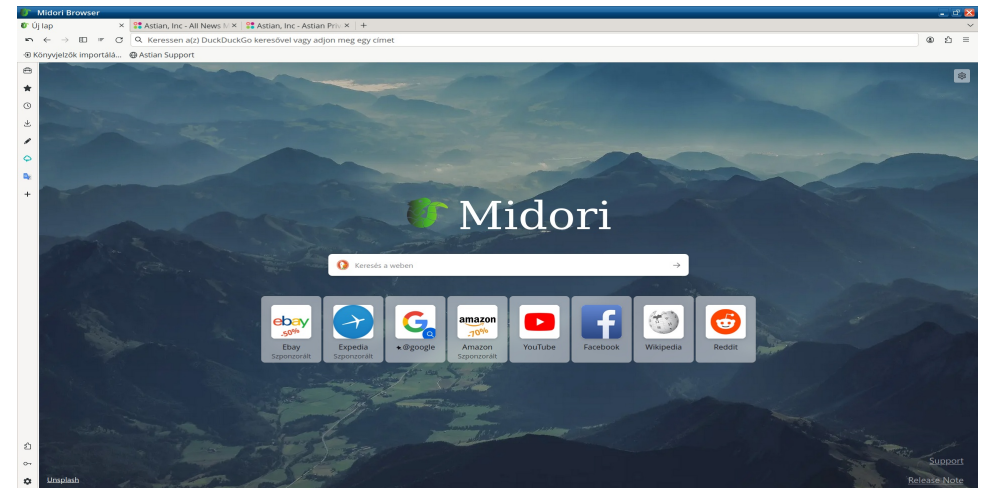 Midori Browser
Új lap
Astian, Inc - All News
Astian, Inc - Astian Priv
Keressen a(z) DuckDuckGo keresővel vagy adjon meg egy címet
Könyvjelzők importálá...
Astian Support
Midori
Keresés a weben
ebay
-50%
Ebay
Szponzorált
Expedia
Szponzorált
@google
amazon
-70%
Amazon
Szponzorált
YouTube
Facebook
Wikipedia
Reddit
Support
Unsplash
Release Note